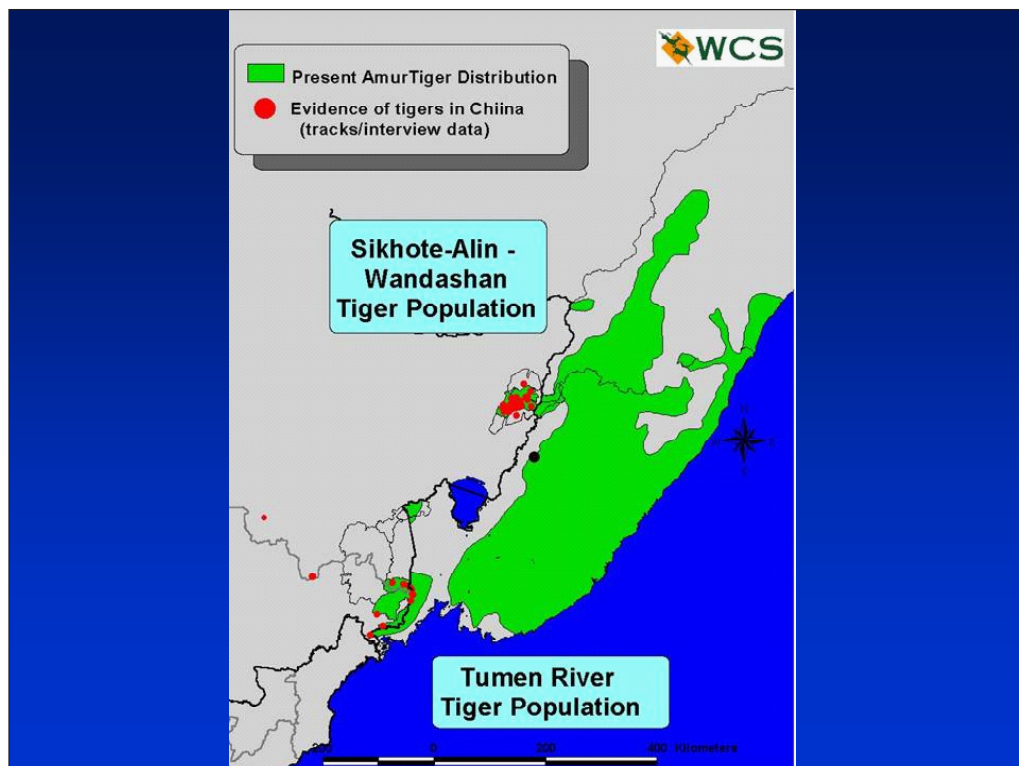 WCS
Present AmurTiger Distribution
Evidence of tigers in Chiina
(tracks/interview data)
Sikhote-Alin -
Wandashan
Tiger Population
N
S
Tumen River
Tiger Population
200 0 200 400 Kilometers